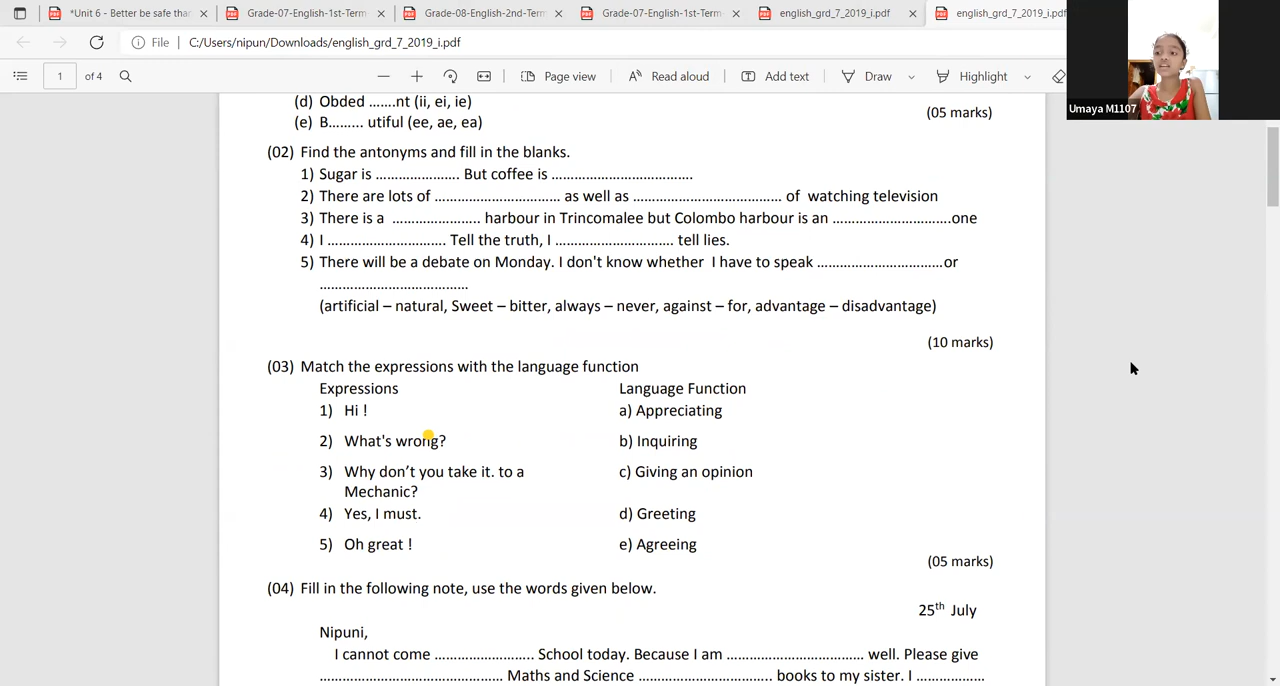 *Unit 6 - Better be safe than
Grade-07-English-1st-Term-
Grade-08-English-2nd-Term-
Grade-07-English-1st-Term-
english_grd_7_2019_i.pdf
english_grd_7_2019_i.pdf
File C:/Users/nipun/Downloads/english_grd_7_2019_i.pdf
1 of 4 Page view Read aloud Add text Draw Highlight
Umaya M1107
(d) Obded .......nt (ii, ei, ie)
(e) B......... utiful (ee, ae, ea)
(05 marks)
(02) Find the antonyms and fill in the blanks.
1) Sugar is …………………. But coffee is …………………………….
2) There are lots of …………………………. as well as ………………………………. of watching television
3) There is a ………………….. harbour in Trincomalee but Colombo harbour is an ………………………..one
4) I ……………………….. Tell the truth, I ………………………… tell lies.
5) There will be a debate on Monday. I don't know whether I have to speak …………………………or
……………………………….
(artificial – natural, Sweet – bitter, always – never, against – for, advantage – disadvantage)
(10 marks)
(03) Match the expressions with the language function
Expressions Language Function
1) Hi ! a) Appreciating
2) What's wrong? b) Inquiring
3) Why don't you take it. to a c) Giving an opinion
Mechanic?
4) Yes, I must. d) Greeting
5) Oh great ! e) Agreeing
(05 marks)
(04) Fill in the following note, use the words given below.
25th July
Nipuni,
I cannot come …………………….. School today. Because I am …………………………… well. Please give
……………………………………… Maths and Science …………………………….. books to my sister. I ……………..